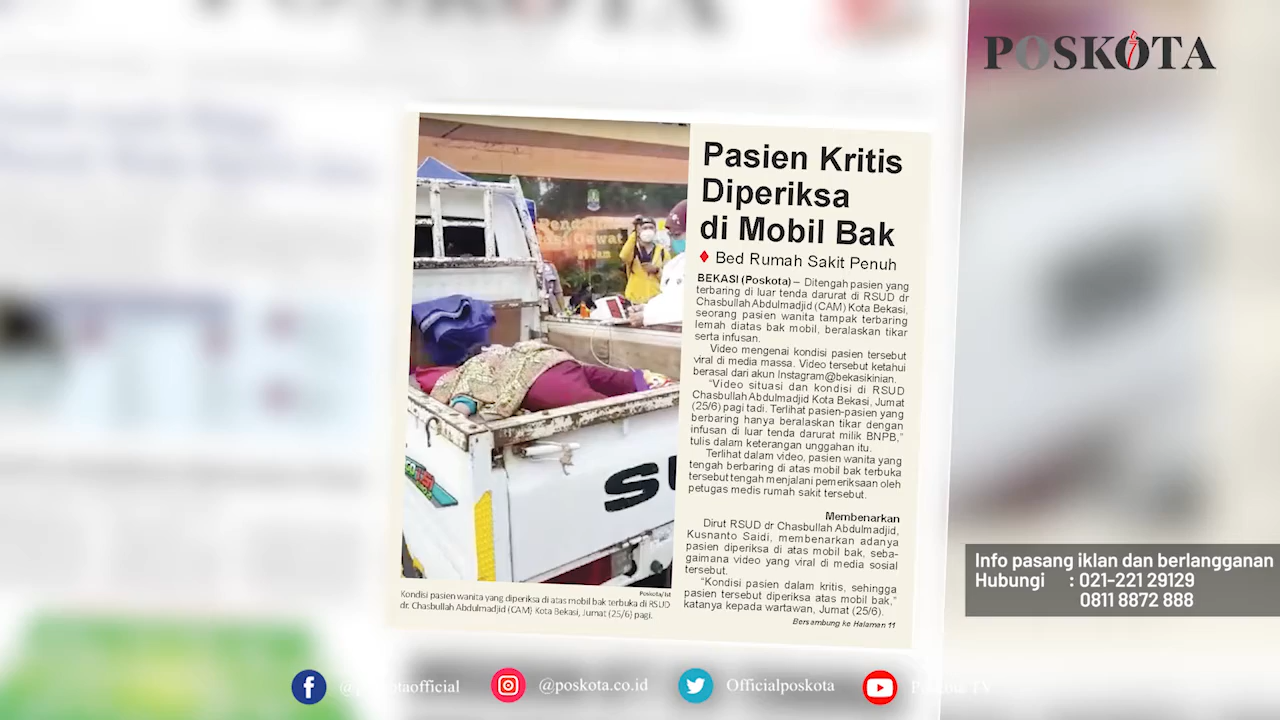 POSKOTA
Pasien Kritis
Diperiksa
di Mobil Bak
Bed Rumah Sakit Penuh
BEKASI (Poskota) – Ditengah pasien yang
terbaring di luar tenda darurat di RSUD dr
Chasbullah Abdulmadjid (CAM) Kota Bekasi,
seorang pasien wanita tampak terbaring
lemah diatas bak mobil, beralaskan tikar
serta infusan.
Video mengenai kondisi pasien tersebut
viral di media massa. Video tersebut ketahui
berasal dari akun Instagram@bekasikinian.
“Video situasi dan kondisi di RSUD
Chasbullah Abdulmadjid Kota Bekasi, Jumat
(25/6) pagi tadi. Terlihat pasien-pasien yang
berbaring hanya beralaskan tikar dengan
infusan di luar tenda darurat milik BNPB,”
tulis dalam keterangan unggahan itu.
Terlihat dalam video, pasien wanita yang
tengah berbaring di atas mobil bak terbuka
tersebut tengah menjalani pemeriksaan oleh
petugas medis rumah sakit tersebut.
Membenarkan
Dirut RSUD dr Chasbullah Abdulmadjid,
Kusnanto Saidi, membenarkan adanya
pasien diperiksa di atas mobil bak, seba-
gaimana video yang viral di media sosial
tersebut.
“Kondisi pasien dalam kritis, sehingga
pasien tersebut diperiksa atas mobil bak,”
katanya kepada wartawan, Jumat (25/6).
Bersambung ke Halaman 11
Poskota/Ist
Kondisi pasien wanita yang diperiksa di atas mobil bak terbuka di RSUD
dr. Chasbullah Abdulmadjid (CAM) Kota Bekasi, Jumat (25/6) pagi.
Info pasang iklan dan berlangganan
Hubungi : 021-221 29129
0811 8872 888
@poskotaofficial
@poskota.co.id
Officialposkota
Poskota TV